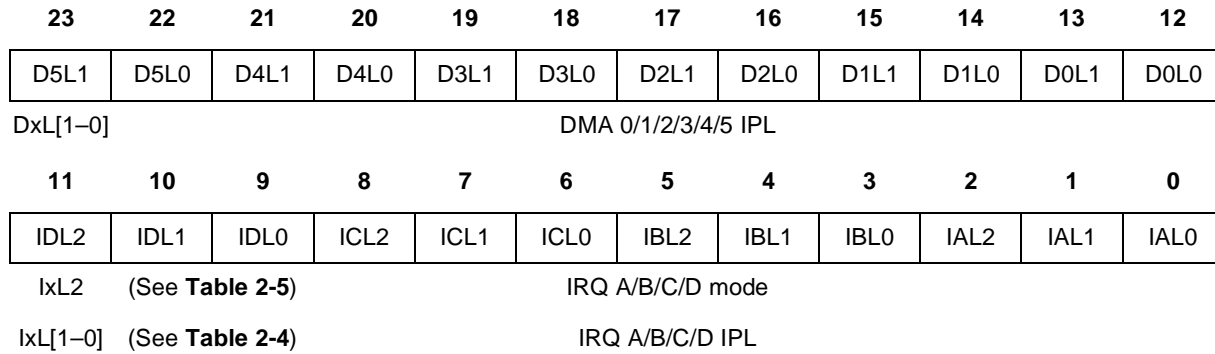 23 22 21 20 19 18 17 16 15 14 13 12
D5L1 D5L0 D4L1 D4L0 D3L1 D3L0 D2L1 D2L0 D1L1 D1L0 D0L1 D0L0
DxL[1–0] DMA 0/1/2/3/4/5 IPL
11 10 9 8 7 6 5 4 3 2 1 0
IDL2 IDL1 IDL0 ICL2 ICL1 ICL0 IBL2 IBL1 IBL0 IAL2 IAL1 IAL0
IxL2 (See Table 2-5) IRQ A/B/C/D mode
IxL[1–0] (See Table 2-4) IRQ A/B/C/D IPL